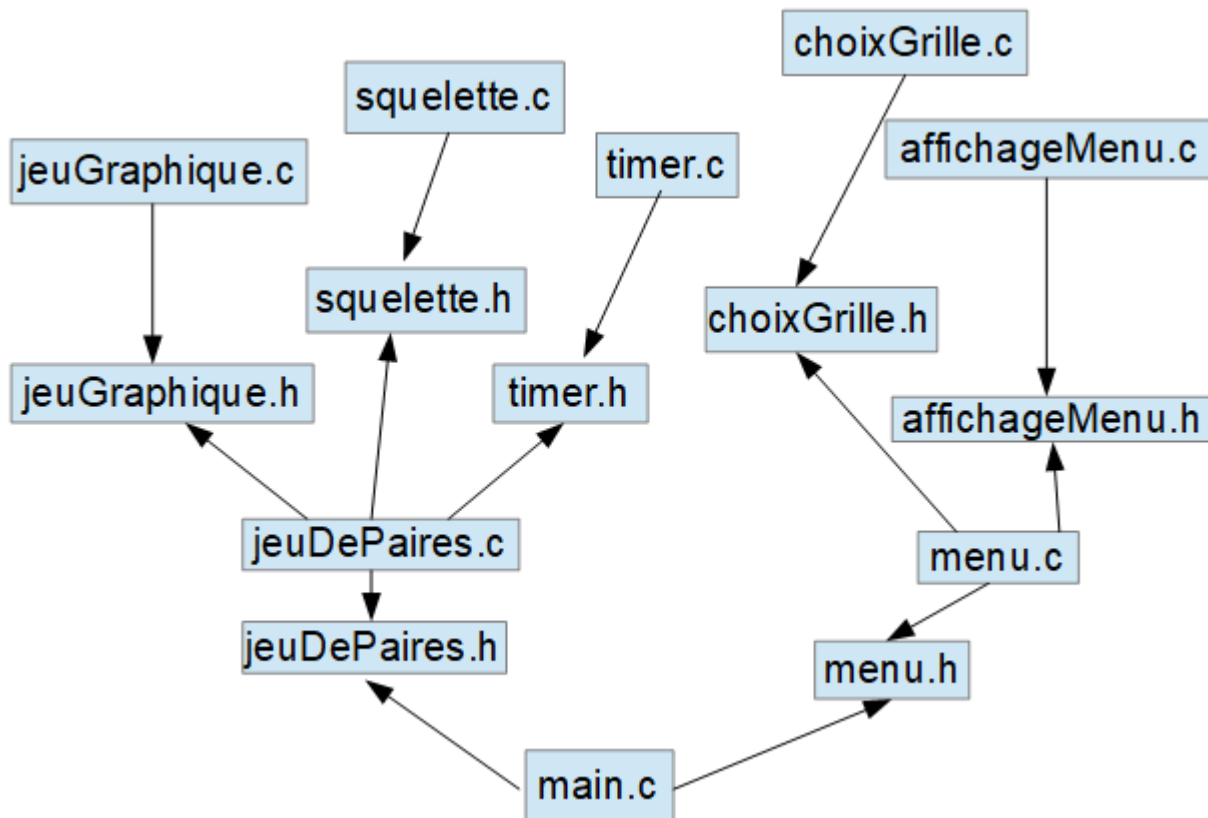 choixGrille.c
squelette.c
affichageMenu.c
jeuGraphique.c
timer.c
squelette.h
choixGrille.h
jeuGraphique.h
timer.h
affichageMenu.h
jeuDePaires.c
menu.c
jeuDePaires.h
menu.h
main.c